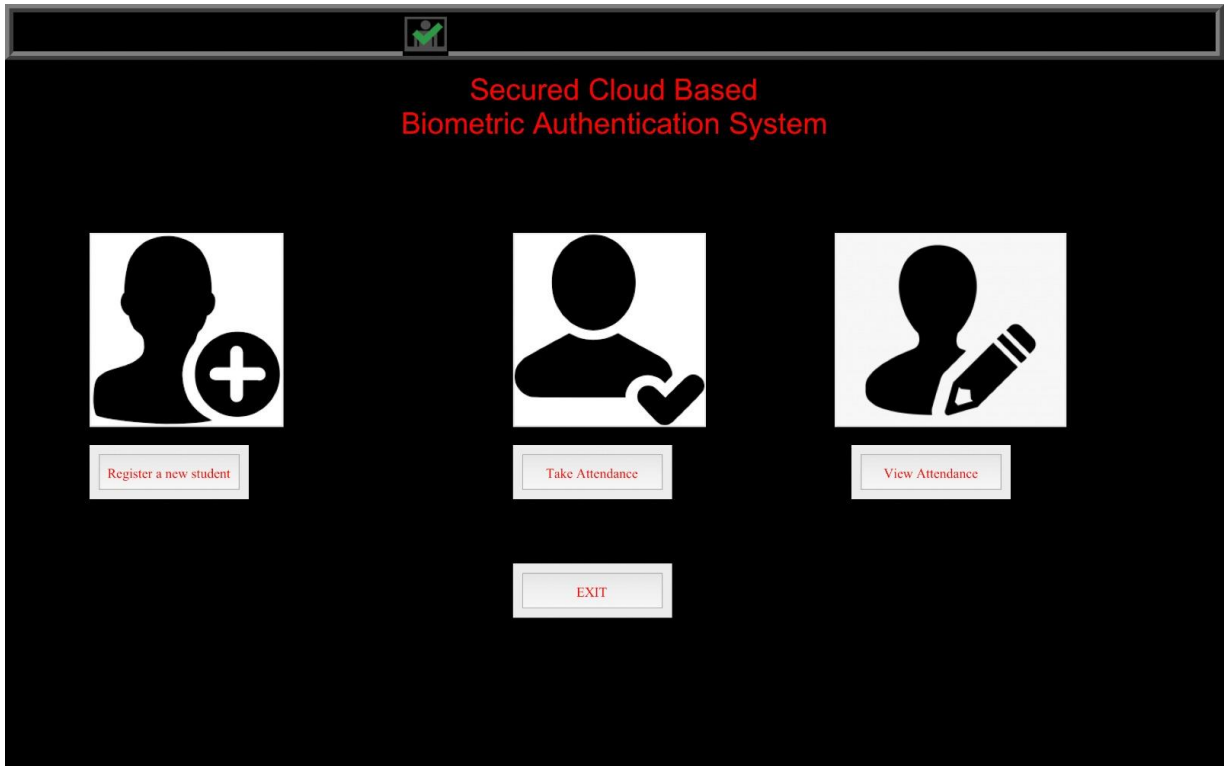 Secured Cloud Based
Biometric Authentication System
Register a new student
Take Attendance
View Attendance
EXIT